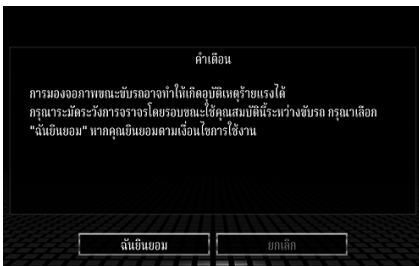 คำเตือน
การมองจอภาพขณะขับรถอาจทำให้เกิดอุบัติเหตุร้ายแรงได้
กรุณาระมัดระวังการจราจรโดยรอบขณะใช้คุณสมบัตินี้ระหว่างขับรถ กรุณาเลือก
"ฉันยินยอม" หากคุณยินยอมตามเงื่อนไขการใช้งาน
ฉันยินยอม
ยกเลิก